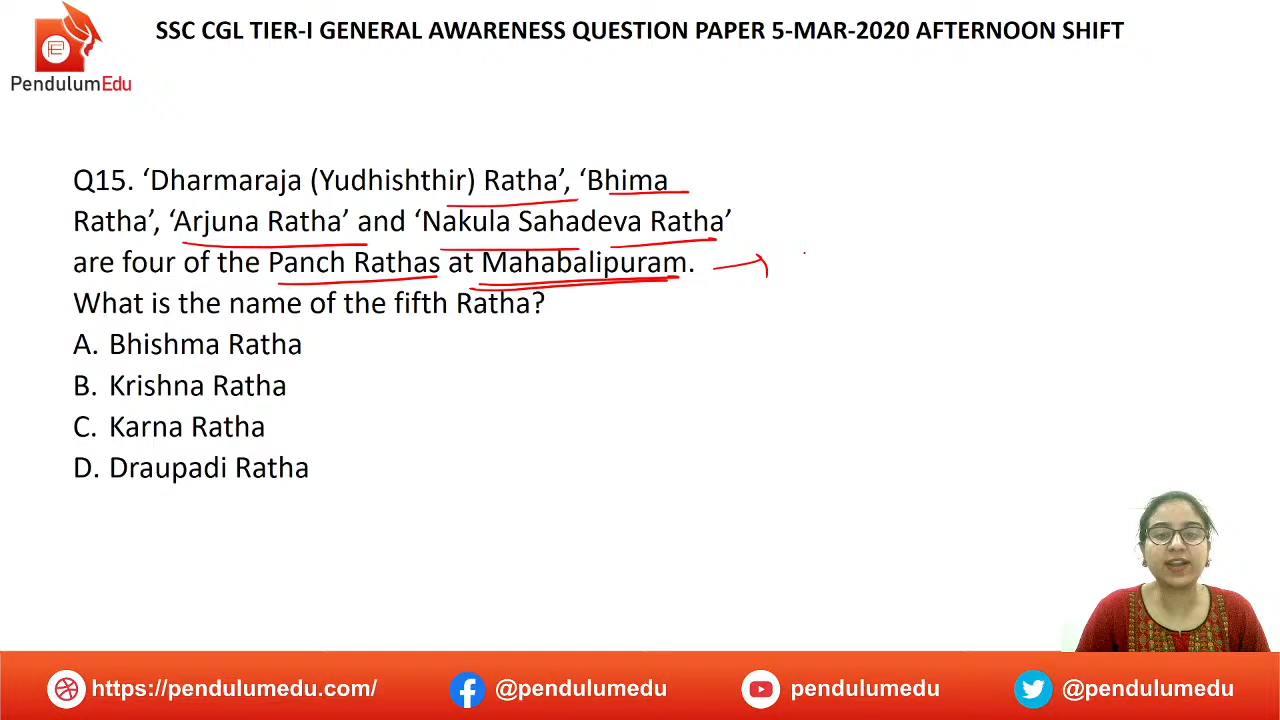 SSC CGL TIER-I GENERAL AWARENESS QUESTION PAPER 5-MAR-2020 AFTERNOON SHIFT
PendulumEdu
Q15. ‘Dharmaraja (Yudhishthir) Ratha’, ‘Bhima
Ratha’, ‘Arjuna Ratha’ and ‘Nakula Sahadeva Ratha’
are four of the Panch Rathas at Mahabalipuram.
What is the name of the fifth Ratha?
A. Bhishma Ratha
B. Krishna Ratha
C. Karna Ratha
D. Draupadi Ratha
https://pendulumedu.com/ @pendulumedu pendulumedu @pendulumedu